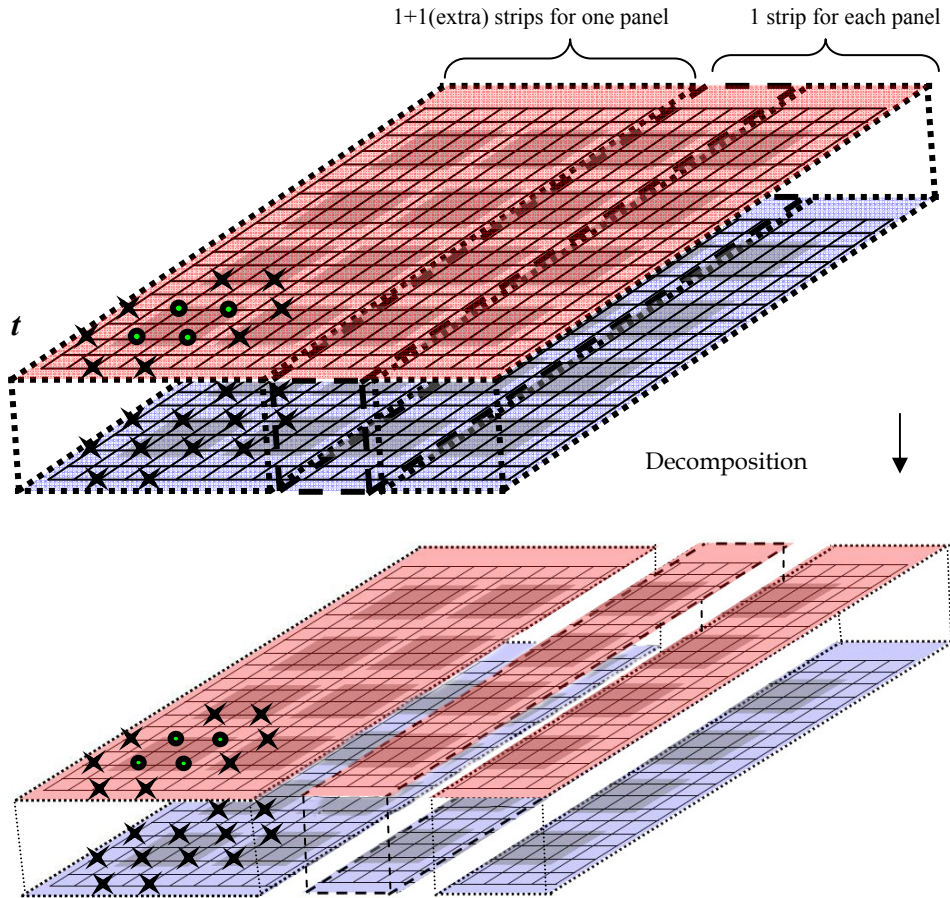 1+1(extra) strips for one panel
1 strip for each panel
t
Decomposition